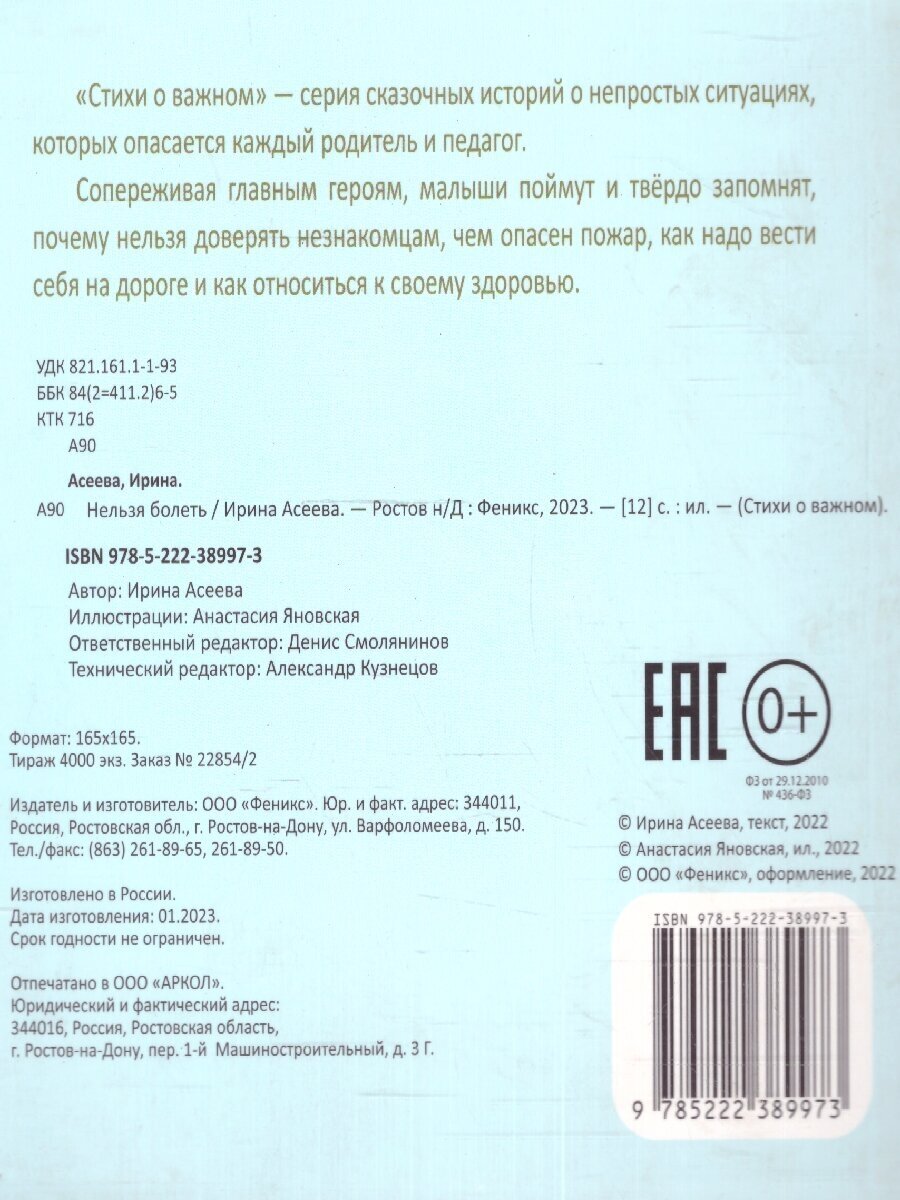 «Стихи о важном» — серия сказочных историй о непростых ситуациях,
которых опасается каждый родитель и педагог.
Сопереживая главным героям, малыши поймут и твёрдо запомнят,
почему нельзя доверять незнакомцам, чем опасен пожар, как надо вести
себя на дороге и как относиться к своему здоровью.
УДК 821.161.1-1-93
ББК 84(2=411.2)6-5
КТК 716
А90
Асеева, Ирина.
А90 Нельзя болеть / Ирина Асеева. — Ростов н/Д : Феникс, 2023. — [12] с. : ил. — (Стихи о важном).
ISBN 978-5-222-38997-3
Автор: Ирина Асеева
Иллюстрации: Анастасия Яновская
Ответственный редактор: Денис Смолянинов
Технический редактор: Александр Кузнецов
Формат: 165х165.
Тираж 4000 экз. Заказ № 22854/2
Издатель и изготовитель: ООО «Феникс». Юр. и факт. адрес: 344011,
Россия, Ростовская обл., г. Ростов-на-Дону, ул. Варфоломеева, д. 150.
Тел./факс: (863) 261-89-65, 261-89-50.
Изготовлено в России.
Дата изготовления: 01.2023.
Срок годности не ограничен.
Отпечатано в ООО «АРКОЛ».
Юридический и фактический адрес:
344016, Россия, Ростовская область,
г. Ростов-на-Дону, пер. 1-й Машиностроительный, д. 3 Г.
EAC 0+
ФЗ от 29.12.2010
№ 436-ФЗ
© Ирина Асеева, текст, 2022
© Анастасия Яновская, ил., 2022
© ООО «Феникс», оформление, 2022
ISBN 978-5-222-38997-3
9 785222 389973